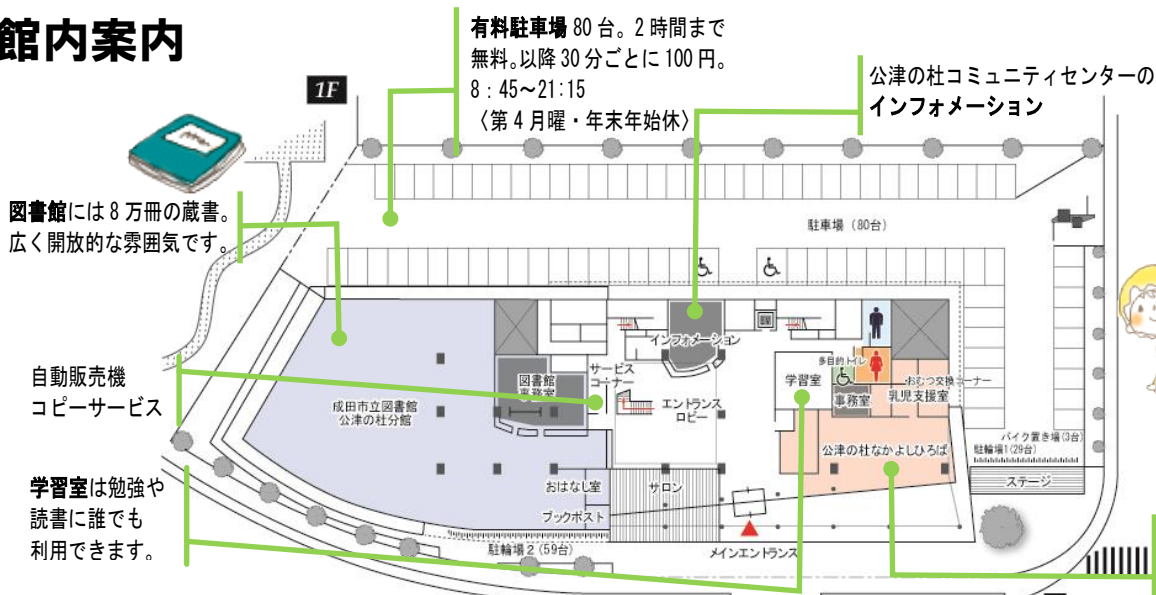 館内案内
有料駐車場 80 台。2 時間まで
無料。以降 30 分ごとに 100 円。
8：45～21:15
〈第 4 月曜・年末年始休〉
公津の杜コミュニティセンターの
インフォメーション
1F
図書館には 8 万冊の蔵書。
広く開放的な雰囲気です。
駐車場（80台）
自動販売機
コピーサービス
インフォメーション
サービス
コーナー
図書館
事務室
成田市立図書館
公津の杜分館
エントランス
ロビー
学習室
多目的トイレ
事務室
おむつ交換コーナー
乳児支援室
公津の杜なかよしひろば
バイク置き場（3台）
駐輪場1（29台）
ステージ
学習室は勉強や
読書に誰でも
利用できます。
おはなし室
サロン
ブックポスト
駐輪場２（59台）
メインエントランス